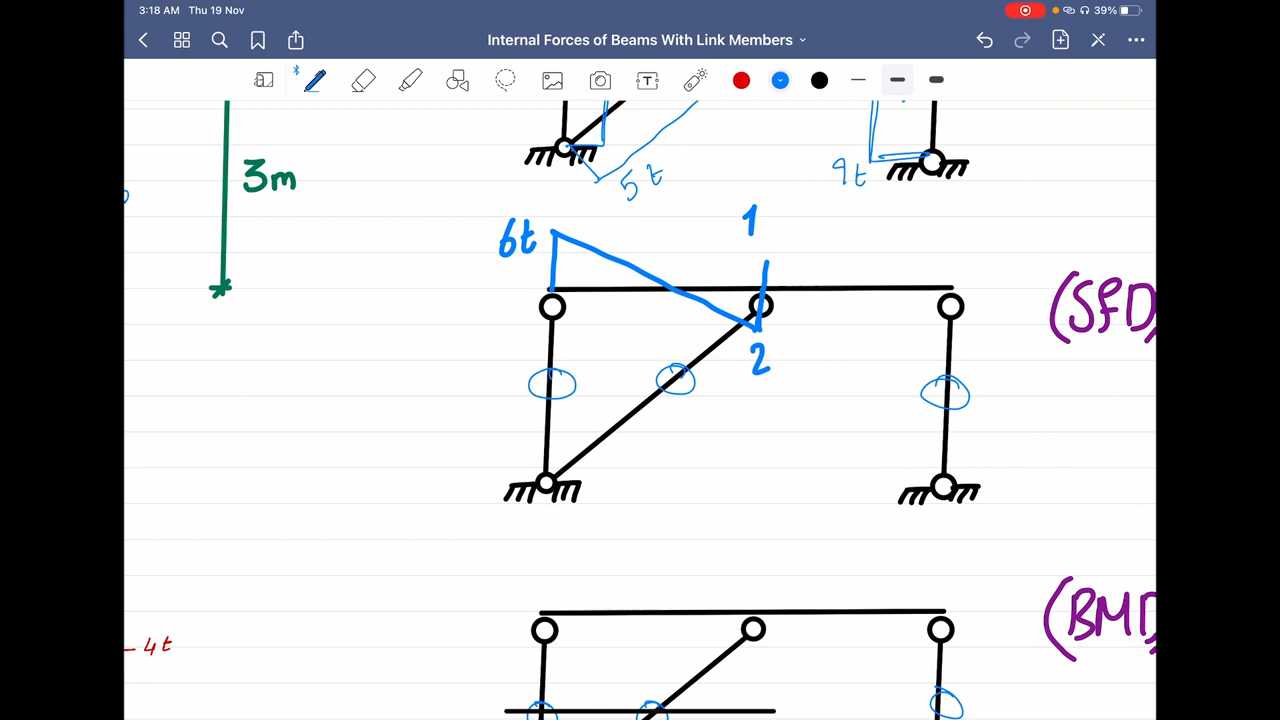 3:18 AM Thu 19 Nov
39%
Internal Forces of Beams With Link Members
T
3m
5t
9t
6t
1
2
(SFD
(BMD
- 4t